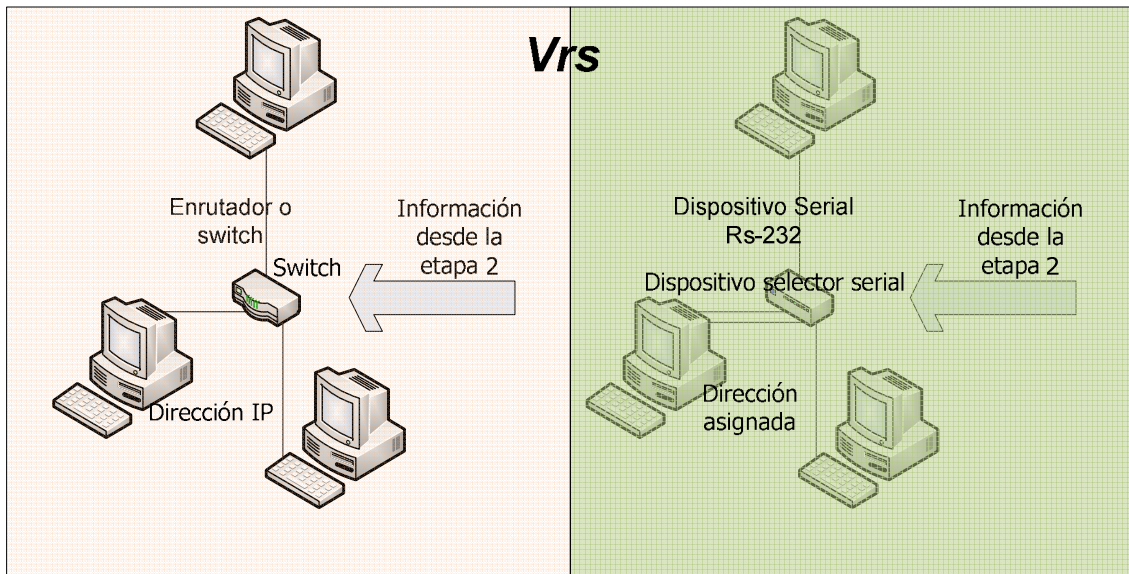 Vrs
Enrutador o
switch
Información
desde la
etapa 2
Switch
Dirección IP
Dispositivo Serial
Rs-232
Información
desde la
etapa 2
Dispositivo selector serial
Dirección
asignada